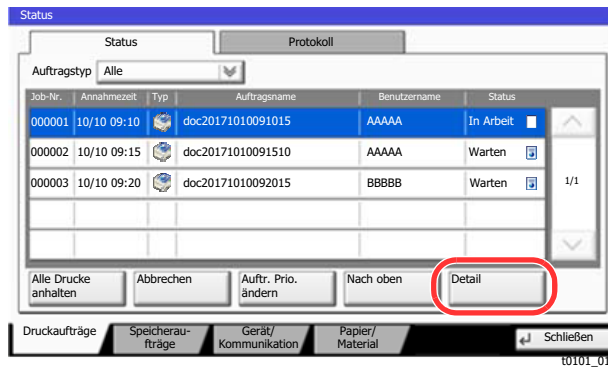 Status
Status Protokoll
Auftragstyp Alle
Job-Nr. Annahmezeit Typ Auftragsname Benutzername Status
000001 10/10 09:10 doc20171010091015 AAAAA In Arbeit
000002 10/10 09:15 doc20171010091510 AAAAA Warten
000003 10/10 09:20 doc20171010092015 BBBBB Warten 1/1
Alle Drucke Abbrechen Auftr. Prio. Nach oben Detail
anhalten ändern
Druckaufträge Speicherau- Gerät/ Papier/ Schließen
fträge Kommunikation Material
t0101_01